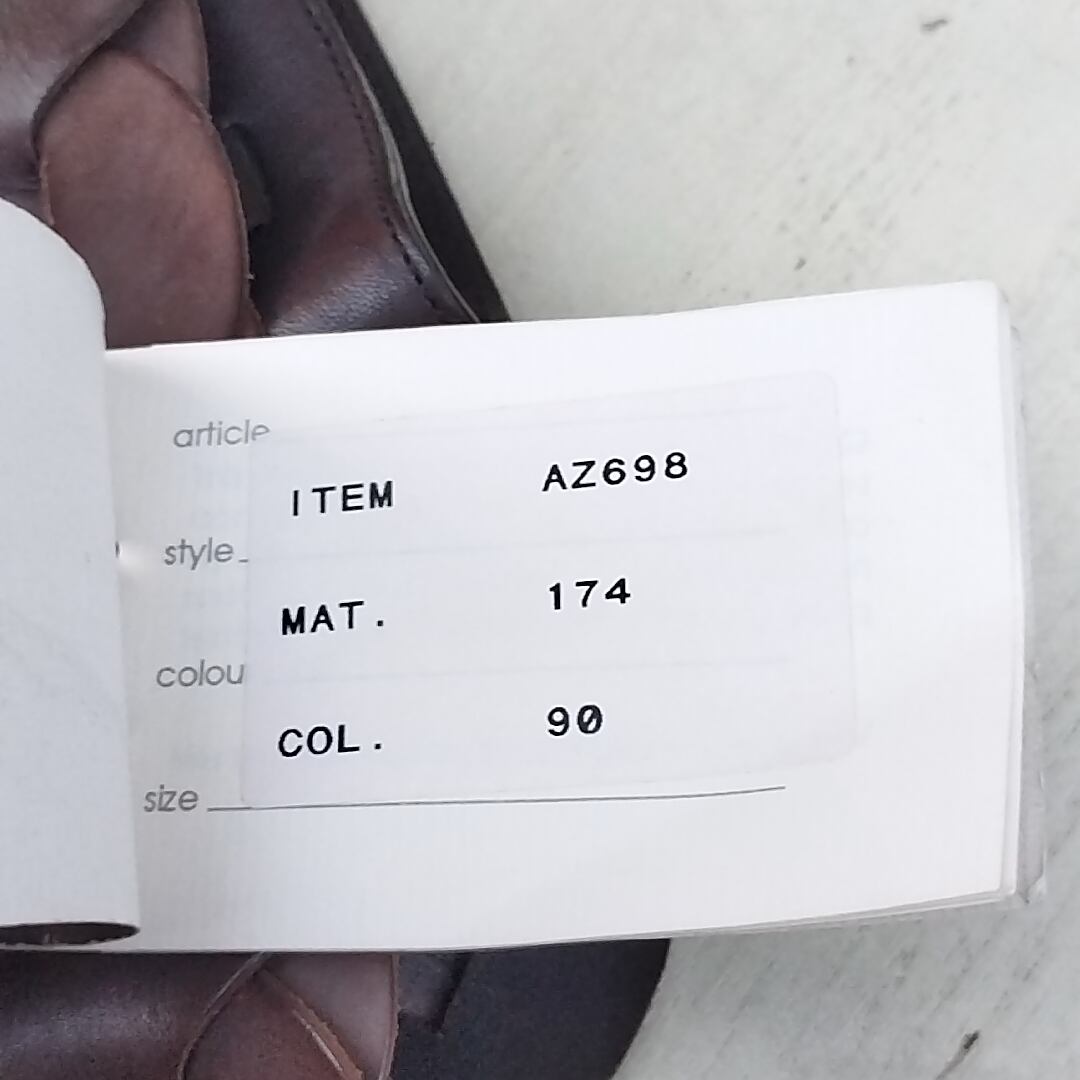 article
ITEM AZ698
style
MAT. 174
colou
COL. 90
size